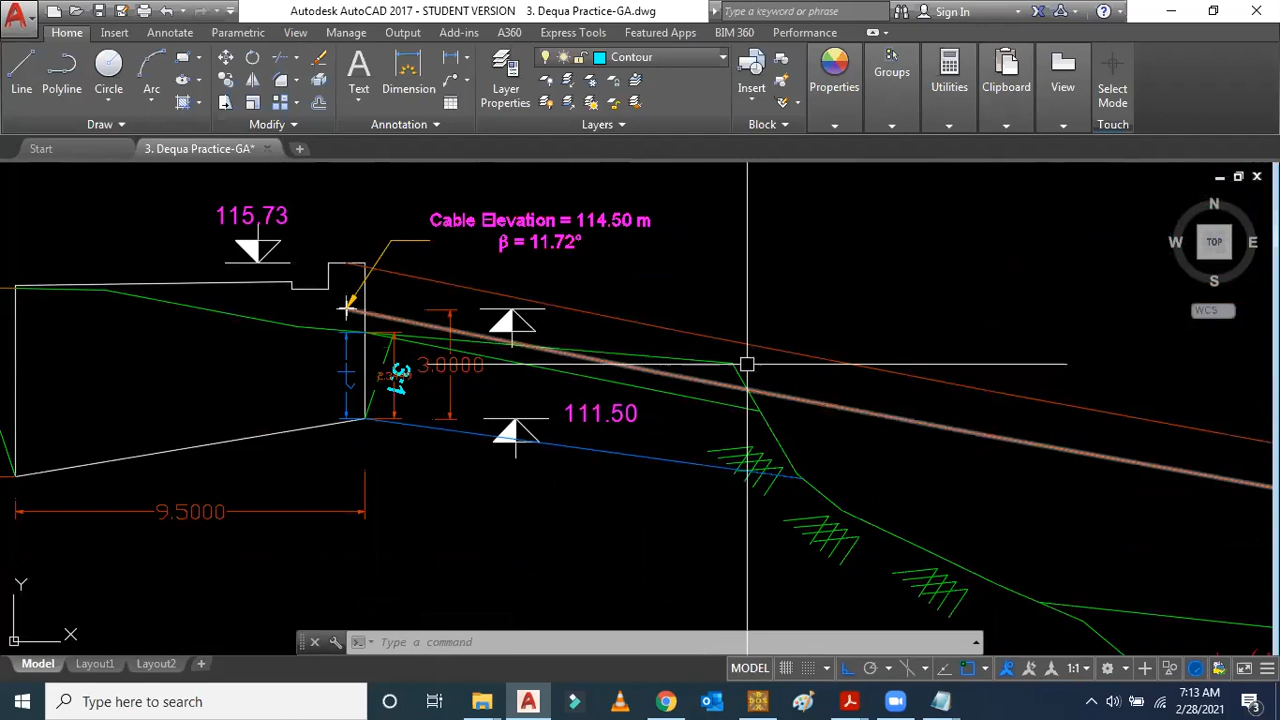 Autodesk AutoCAD 2017 - STUDENT VERSION 3. Dequa Practice-GA.dwg
Type a keyword or phrase
Sign In
Home Insert Annotate Parametric View Manage Output Add-ins A360 Express Tools Featured Apps BIM 360 Performance
Line Polyline Circle Arc
Text Dimension
Layer Properties
Contour
Insert
Properties
Groups
Utilities
Clipboard
View
Select Mode
Draw Modify Annotation Layers Block Touch
Start 3. Dequa Practice-GA*
N
W TOP E
S
WCS
115.73
Cable Elevation = 114.50 m
β = 11.72°
3.0000
3:1
111.50
9.5000
Y
X
Type a command
Model Layout1 Layout2
MODEL
1:1
Type here to search
7:13 AM
2/28/2021
3